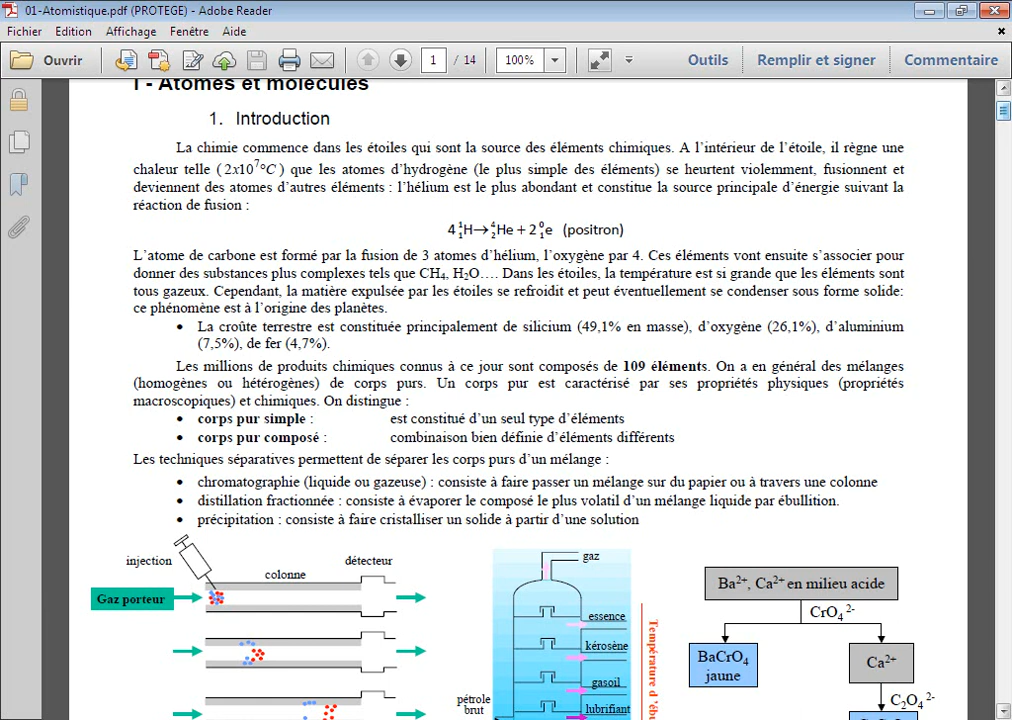 01-Atomistique.pdf (PROTEGE) - Adobe Reader
Fichier Edition Affichage Fenêtre Aide
Ouvrir 1 / 14 100% Outils Remplir et signer Commentaire
I - Atomes et molécules
1. Introduction
La chimie commence dans les étoiles qui sont la source des éléments chimiques. A l’intérieur de l’étoile, il règne une
chaleur telle ( 2x10⁷°C ) que les atomes d’hydrogène (le plus simple des éléments) se heurtent violemment, fusionnent et
deviennent des atomes d’autres éléments : l’hélium est le plus abondant et constitue la source principale d’énergie suivant la
réaction de fusion :
4 ¹₁H → ⁴₂He + 2 ⁰₁e (positron)
L’atome de carbone est formé par la fusion de 3 atomes d’hélium, l’oxygène par 4. Ces éléments vont ensuite s’associer pour
donner des substances plus complexes tels que CH₄, H₂O…. Dans les étoiles, la température est si grande que les éléments sont
tous gazeux. Cependant, la matière expulsée par les étoiles se refroidit et peut éventuellement se condenser sous forme solide:
ce phénomène est à l’origine des planètes.
• La croûte terrestre est constituée principalement de silicium (49,1% en masse), d’oxygène (26,1%), d’aluminium
(7,5%), de fer (4,7%).
Les millions de produits chimiques connus à ce jour sont composés de 109 éléments. On a en général des mélanges
(homogènes ou hétérogènes) de corps purs. Un corps pur est caractérisé par ses propriétés physiques (propriétés
macroscopiques) et chimiques. On distingue :
• corps pur simple : est constitué d’un seul type d’éléments
• corps pur composé : combinaison bien définie d’éléments différents
Les techniques séparatives permettent de séparer les corps purs d’un mélange :
• chromatographie (liquide ou gazeuse) : consiste à faire passer un mélange sur du papier ou à travers une colonne
• distillation fractionnée : consiste à évaporer le composé le plus volatil d’un mélange liquide par ébullition.
• précipitation : consiste à faire cristalliser un solide à partir d’une solution
injection
colonne
détecteur
Gaz porteur
gaz
essence
kérosène
gasoil
lubrifiant
pétrole
brut
Température d’
Ba²⁺, Ca²⁺ en milieu acide
CrO₄ ²⁻
BaCrO₄
jaune
Ca²⁺
C₂O₄ ²⁻